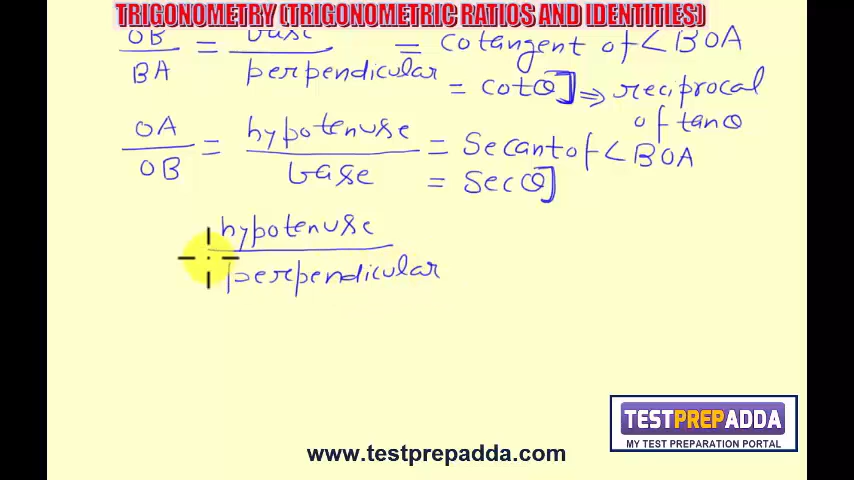 TRIGONOMETRY (TRIGONOMETRIC RATIOS AND IDENTITIES)
OB/BA = base/perpendicular = cotangent of ∠BOA
= cotθ] ⇒ reciprocal
of tanθ
OA/OB = hypotenuse/base = Secant of ∠BOA
= Secθ]
hypotenuse/perpendicular
TESTPREPADDA
MY TEST PREPARATION PORTAL
www.testprepadda.com